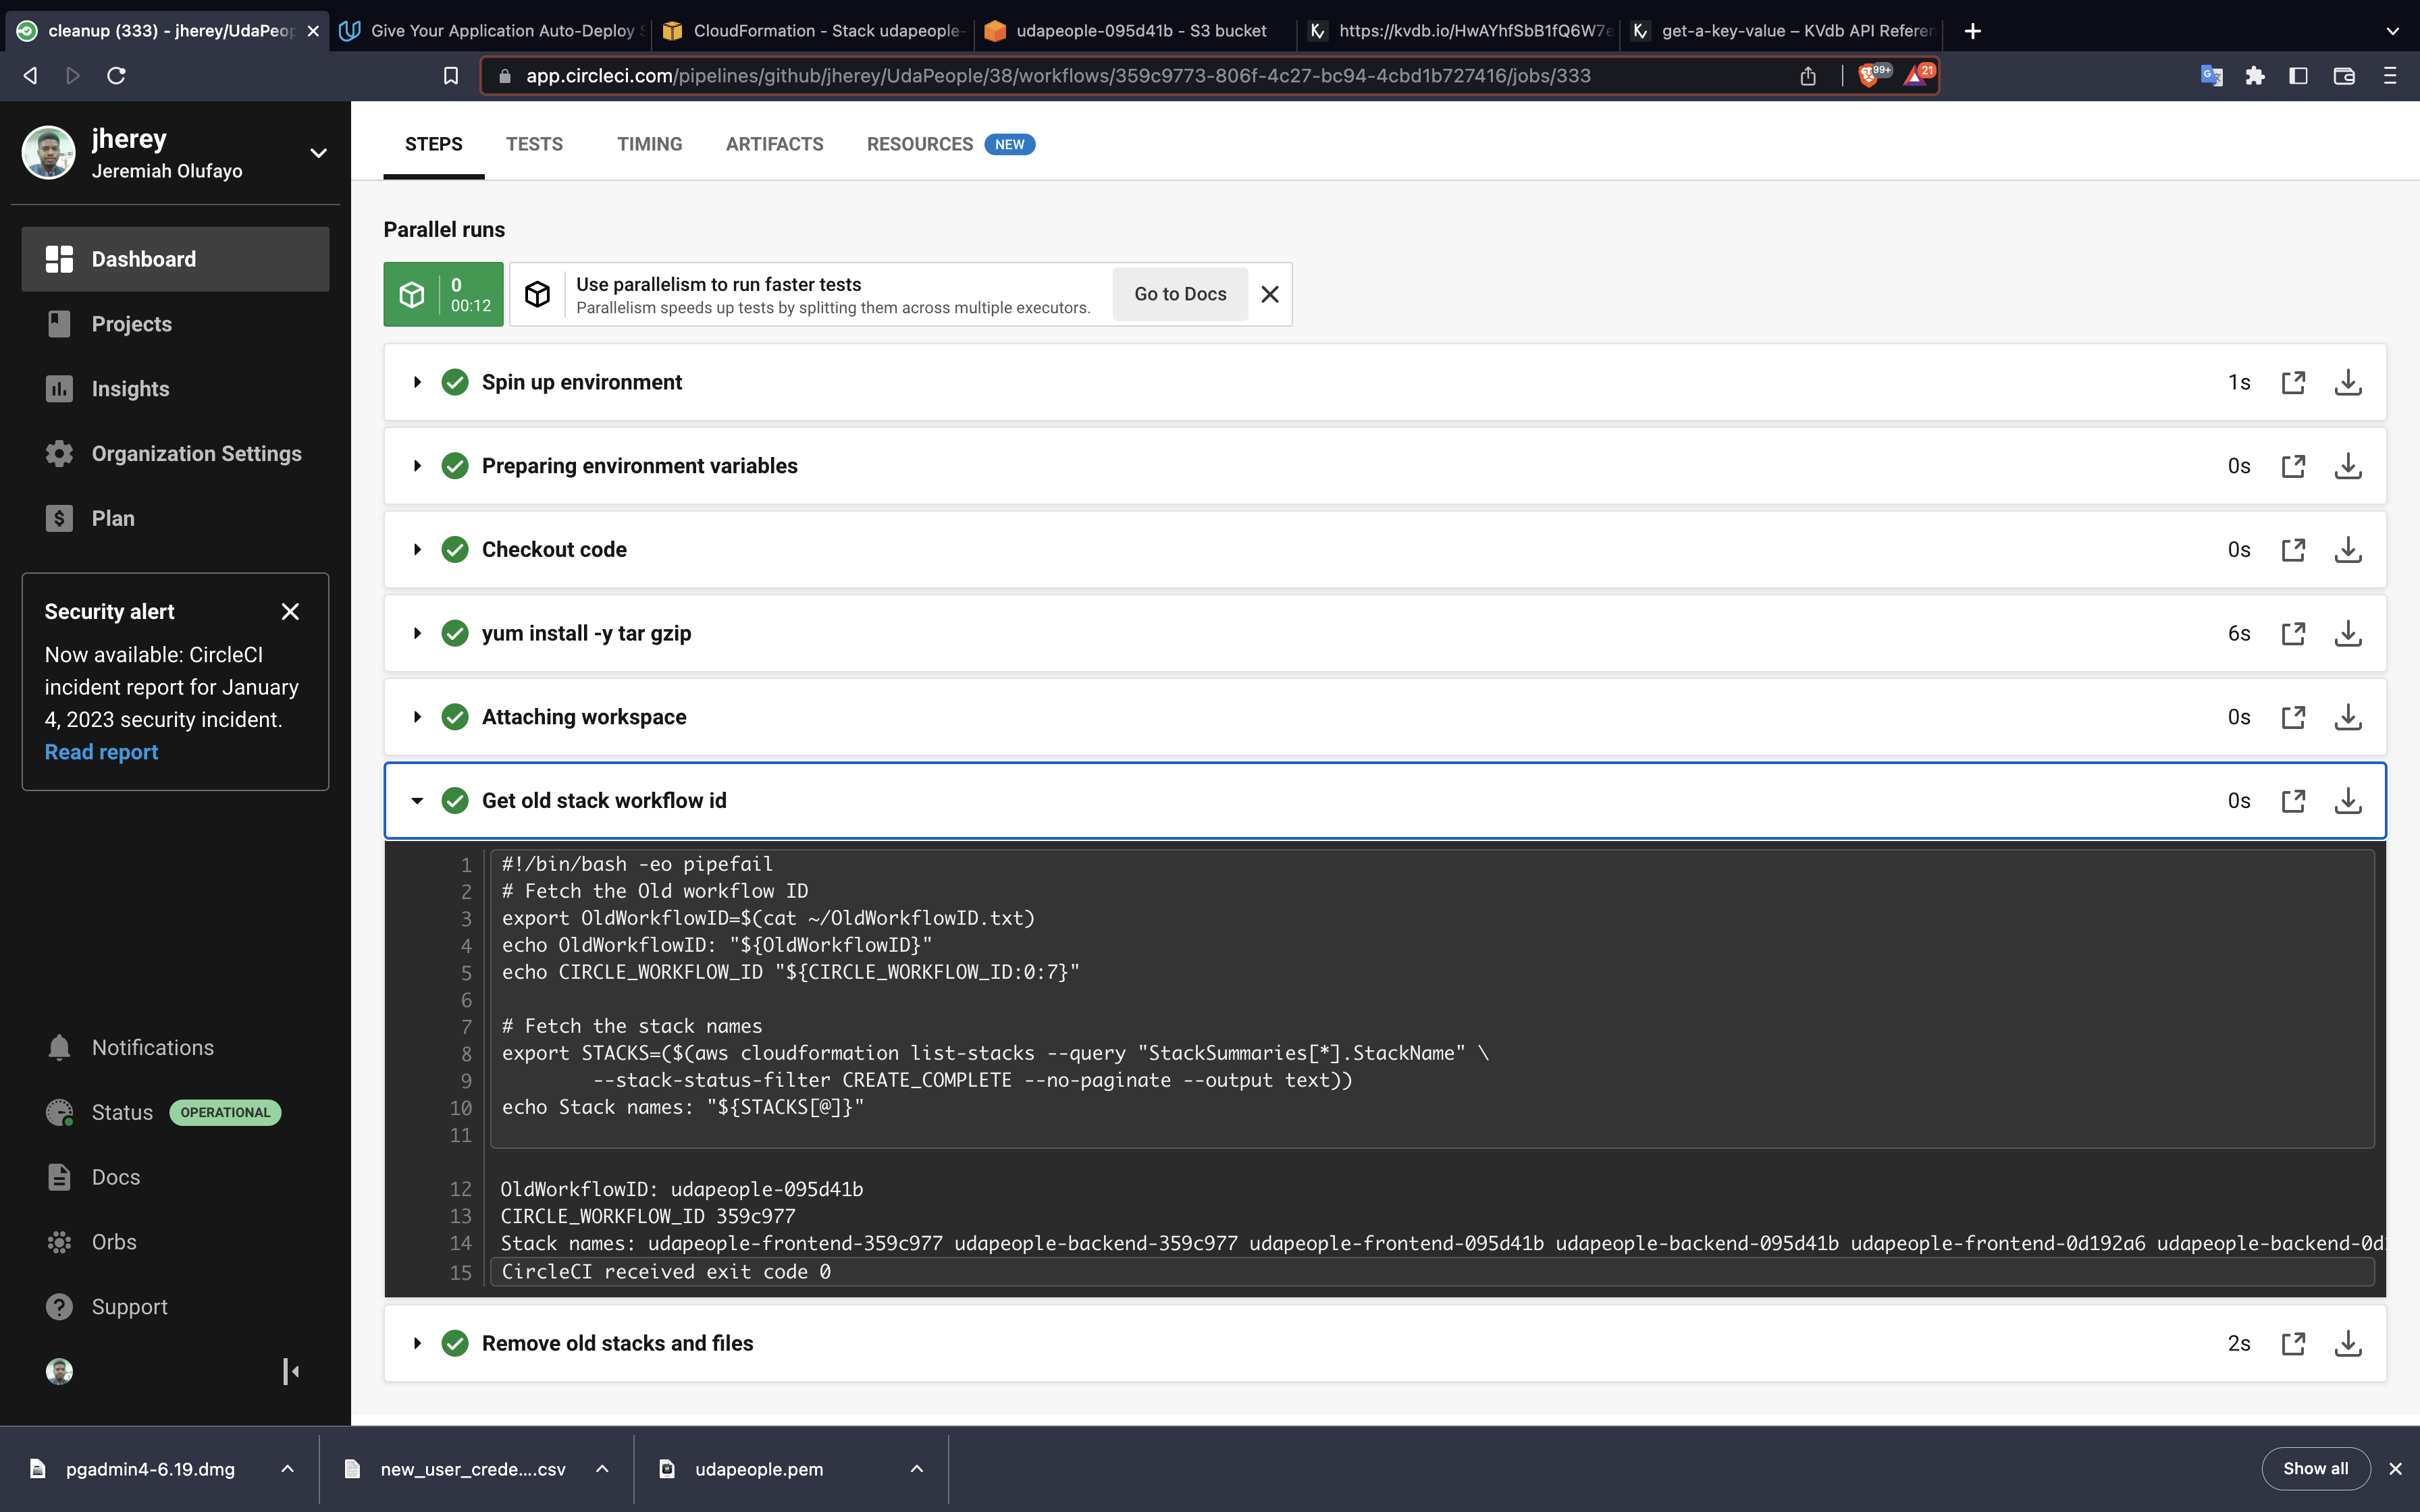 cleanup (333) - jherey/UdaPeop
Give Your Application Auto-Deploy S
CloudFormation - Stack udapeople-
udapeople-095d41b - S3 bucket
https://kvdb.io/HwAYhfSbB1fQ6W7e
get-a-key-value – KVdb API Referen
app.circleci.com/pipelines/github/jherey/UdaPeople/38/workflows/359c9773-806f-4c27-bc94-4cbd1b727416/jobs/333
99+
21
jherey
Jeremiah Olufayo
Dashboard
Projects
Insights
Organization Settings
Plan
Security alert
Now available: CircleCI
incident report for January
4, 2023 security incident.
Read report
Notifications
Status OPERATIONAL
Docs
Orbs
Support
STEPS TESTS TIMING ARTIFACTS RESOURCES NEW
Parallel runs
0
00:12
Use parallelism to run faster tests
Parallelism speeds up tests by splitting them across multiple executors.
Go to Docs
Spin up environment 1s
Preparing environment variables 0s
Checkout code 0s
yum install -y tar gzip 6s
Attaching workspace 0s
Get old stack workflow id 0s
1 #!/bin/bash -eo pipefail
2 # Fetch the Old workflow ID
3 export OldWorkflowID=$(cat ~/OldWorkflowID.txt)
4 echo OldWorkflowID: "${OldWorkflowID}"
5 echo CIRCLE_WORKFLOW_ID "${CIRCLE_WORKFLOW_ID:0:7}"
6
7 # Fetch the stack names
8 export STACKS=($(aws cloudformation list-stacks --query "StackSummaries[*].StackName" \
9 --stack-status-filter CREATE_COMPLETE --no-paginate --output text))
10 echo Stack names: "${STACKS[@]}"
11
12 OldWorkflowID: udapeople-095d41b
13 CIRCLE_WORKFLOW_ID 359c977
14 Stack names: udapeople-frontend-359c977 udapeople-backend-359c977 udapeople-frontend-095d41b udapeople-backend-095d41b udapeople-frontend-0d192a6 udapeople-backend-0d
15 CircleCI received exit code 0
Remove old stacks and files 2s
pgadmin4-6.19.dmg
new_user_crede....csv
udapeople.pem
Show all